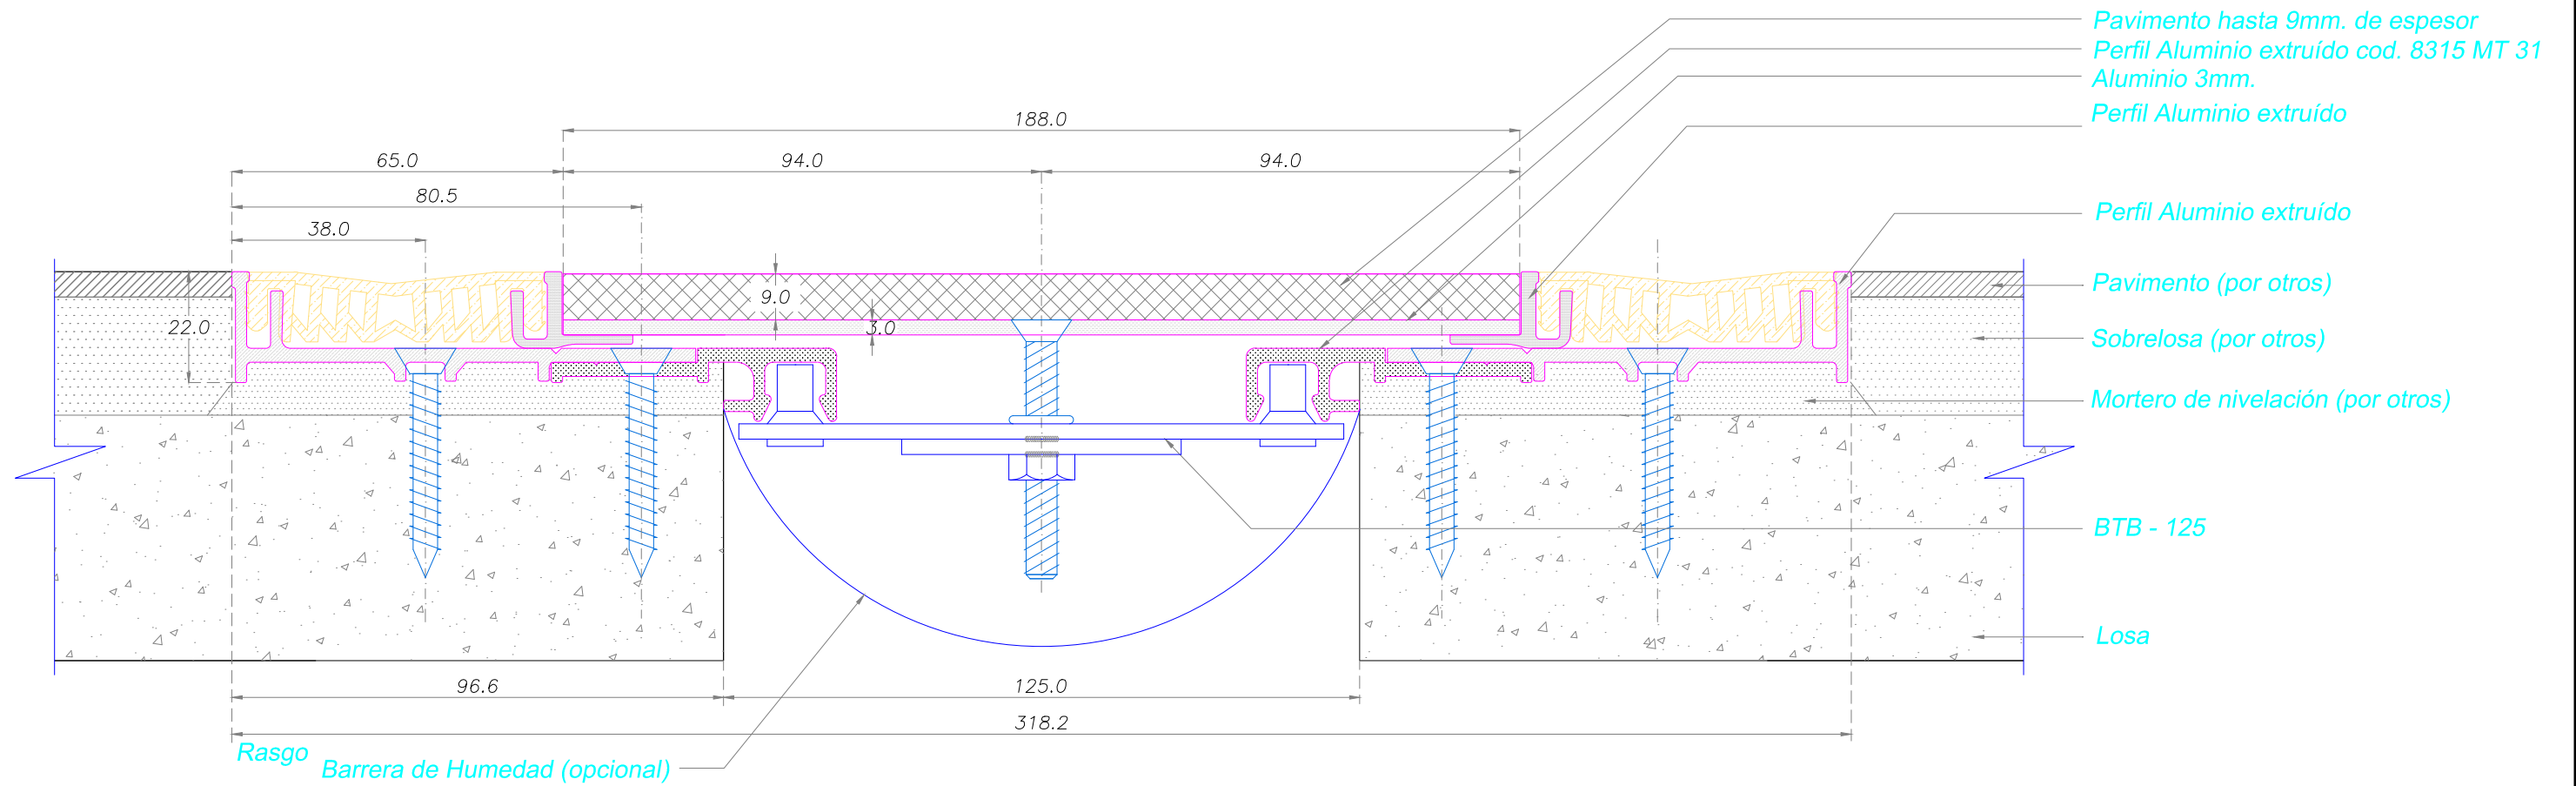 Pavimento hasta 9mm. de espesor
Perfil Aluminio extruído cod. 8315 MT 31
Aluminio 3mm.
Perfil Aluminio extruído
188.0
65.0
94.0
94.0
80.5
38.0
Perfil Aluminio extruído
Pavimento (por otros)
9.0
22.0
3.0
Sobrelosa (por otros)
Mortero de nivelación (por otros)
BTB - 125
Losa
96.6
125.0
318.2
Rasgo
Barrera de Humedad (opcional)